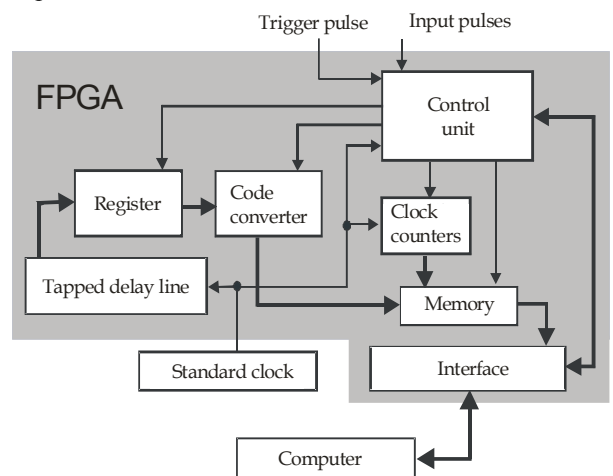 Trigger pulse
Input pulses
FPGA
Control
unit
Register
Code
converter
Clock
counters
Tapped delay line
Memory
Standard clock
Interface
Computer